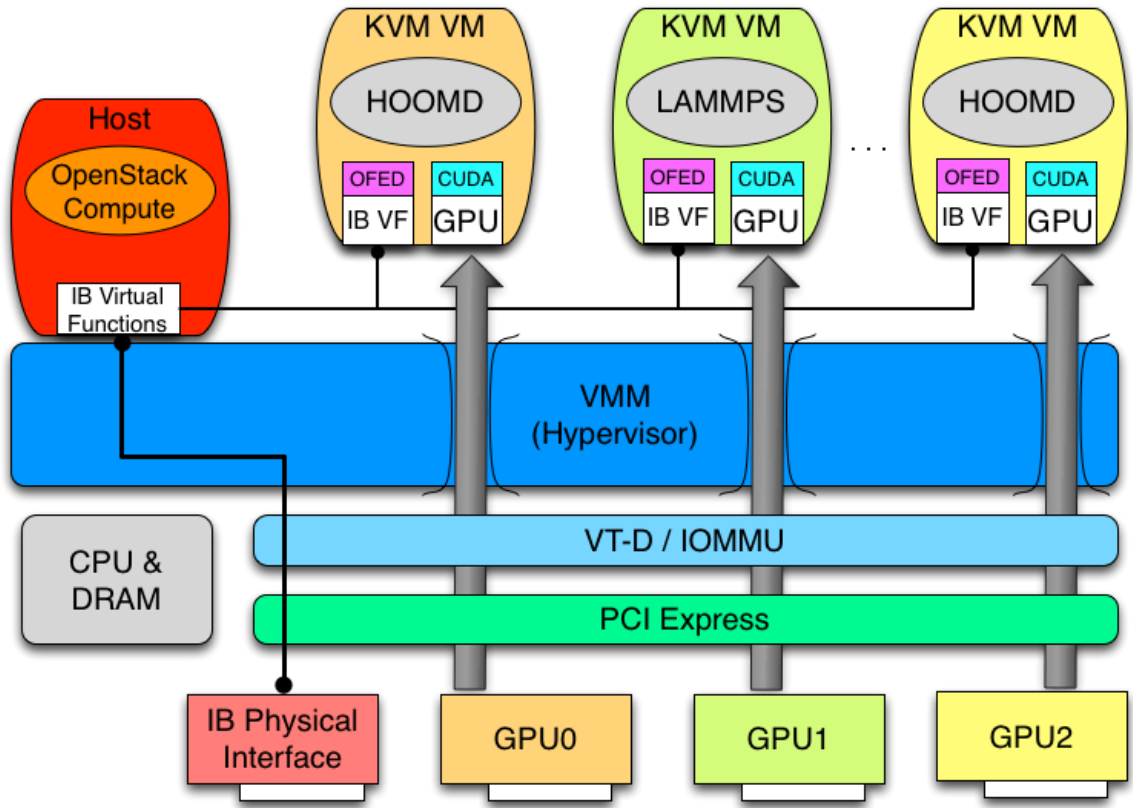 KVM VM
HOOMD
OFED
CUDA
IB VF
GPU
KVM VM
LAMMPS
OFED
CUDA
IB VF
GPU
. . .
KVM VM
HOOMD
OFED
CUDA
IB VF
GPU
Host
OpenStack
Compute
IB Virtual
Functions
VMM
(Hypervisor)
CPU &
DRAM
VT-D / IOMMU
PCI Express
IB Physical
Interface
GPU0
GPU1
GPU2